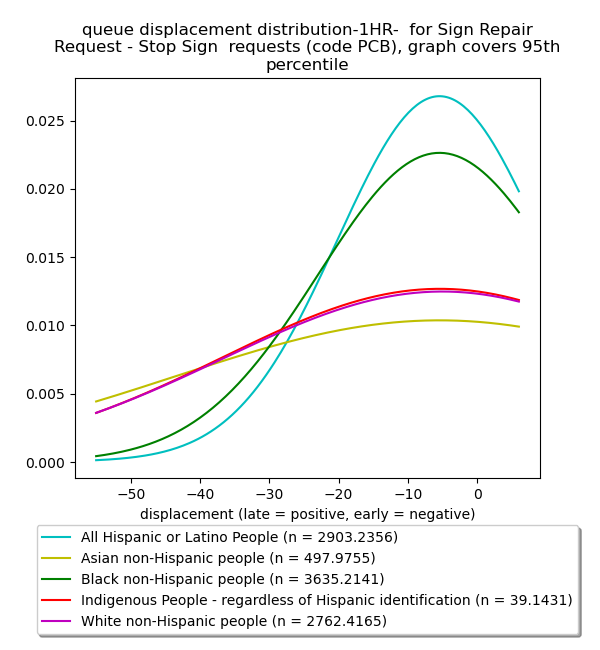 queue displacement distribution-1HR-  for Sign Repair
Request - Stop Sign  requests (code PCB), graph covers 95th
percentile
0.025
0.020
0.015
0.010
0.005
0.000
−50 −40 −30 −20 −10 0
displacement (late = positive, early = negative)
All Hispanic or Latino People (n = 2903.2356)
Asian non-Hispanic people (n = 497.9755)
Black non-Hispanic people (n = 3635.2141)
Indigenous People - regardless of Hispanic identification (n = 39.1431)
White non-Hispanic people (n = 2762.4165)